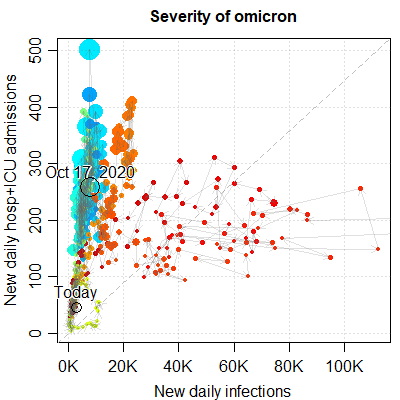 Severity of omicron
New daily hosp+ICU admissions
500
400
300
200
100
0
Oct 17, 2020
Today
0K
20K
40K
60K
80K
100K
New daily infections